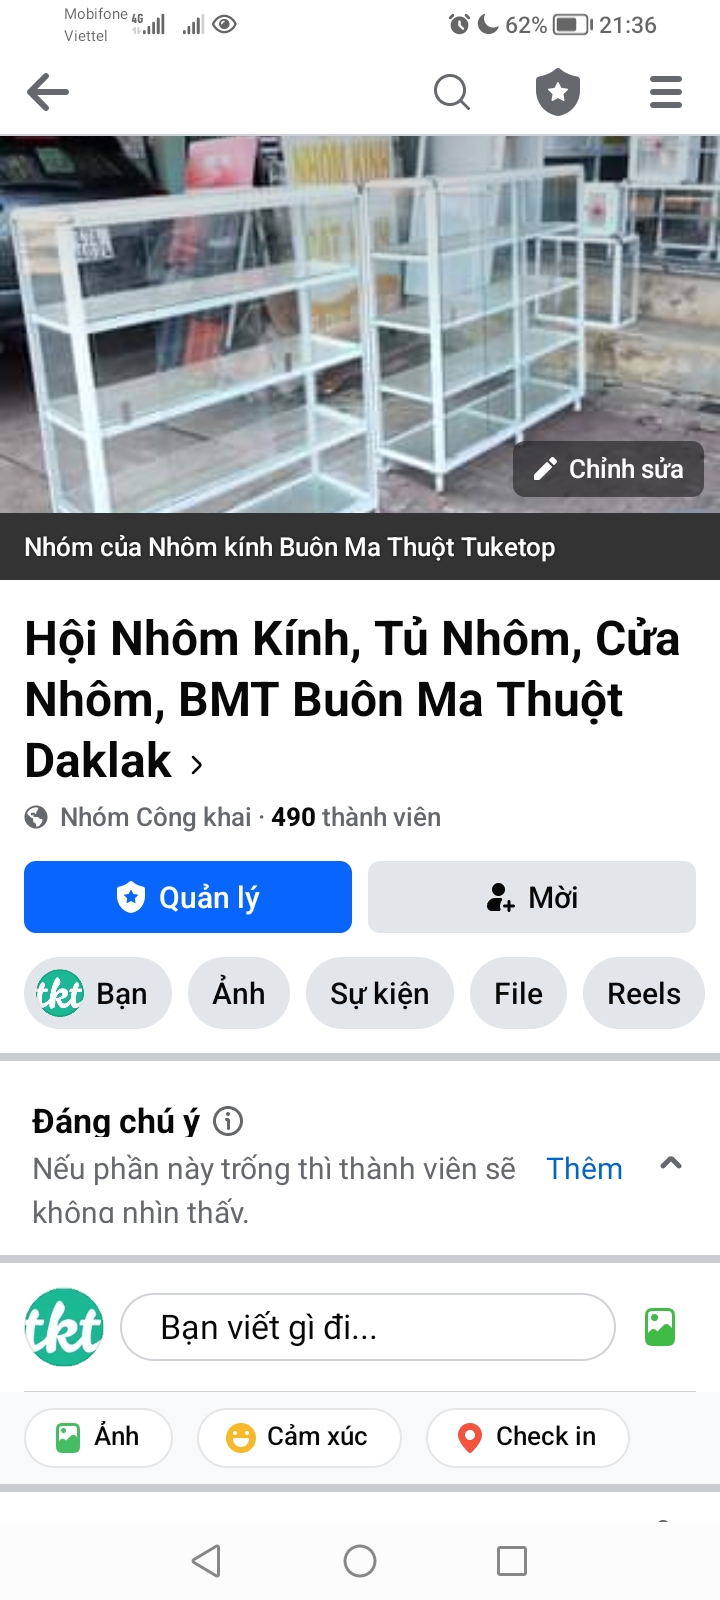 Mobifone 4G 62% 21:36
Viettel
NHÔM KÍNH
Chỉnh sửa
Nhóm của Nhôm kính Buôn Ma Thuột Tuketop
Hội Nhôm Kính, Tủ Nhôm, Cửa
Nhôm, BMT Buôn Ma Thuột
Daklak
Nhóm Công khai · 490 thành viên
Quản lý Mời
tkt Bạn Ảnh Sự kiện File Reels
Đáng chú ý
Nếu phần này trống thì thành viên sẽ Thêm
không nhìn thấy.
tkt Bạn viết gì đi...
Ảnh Cảm xúc Check in